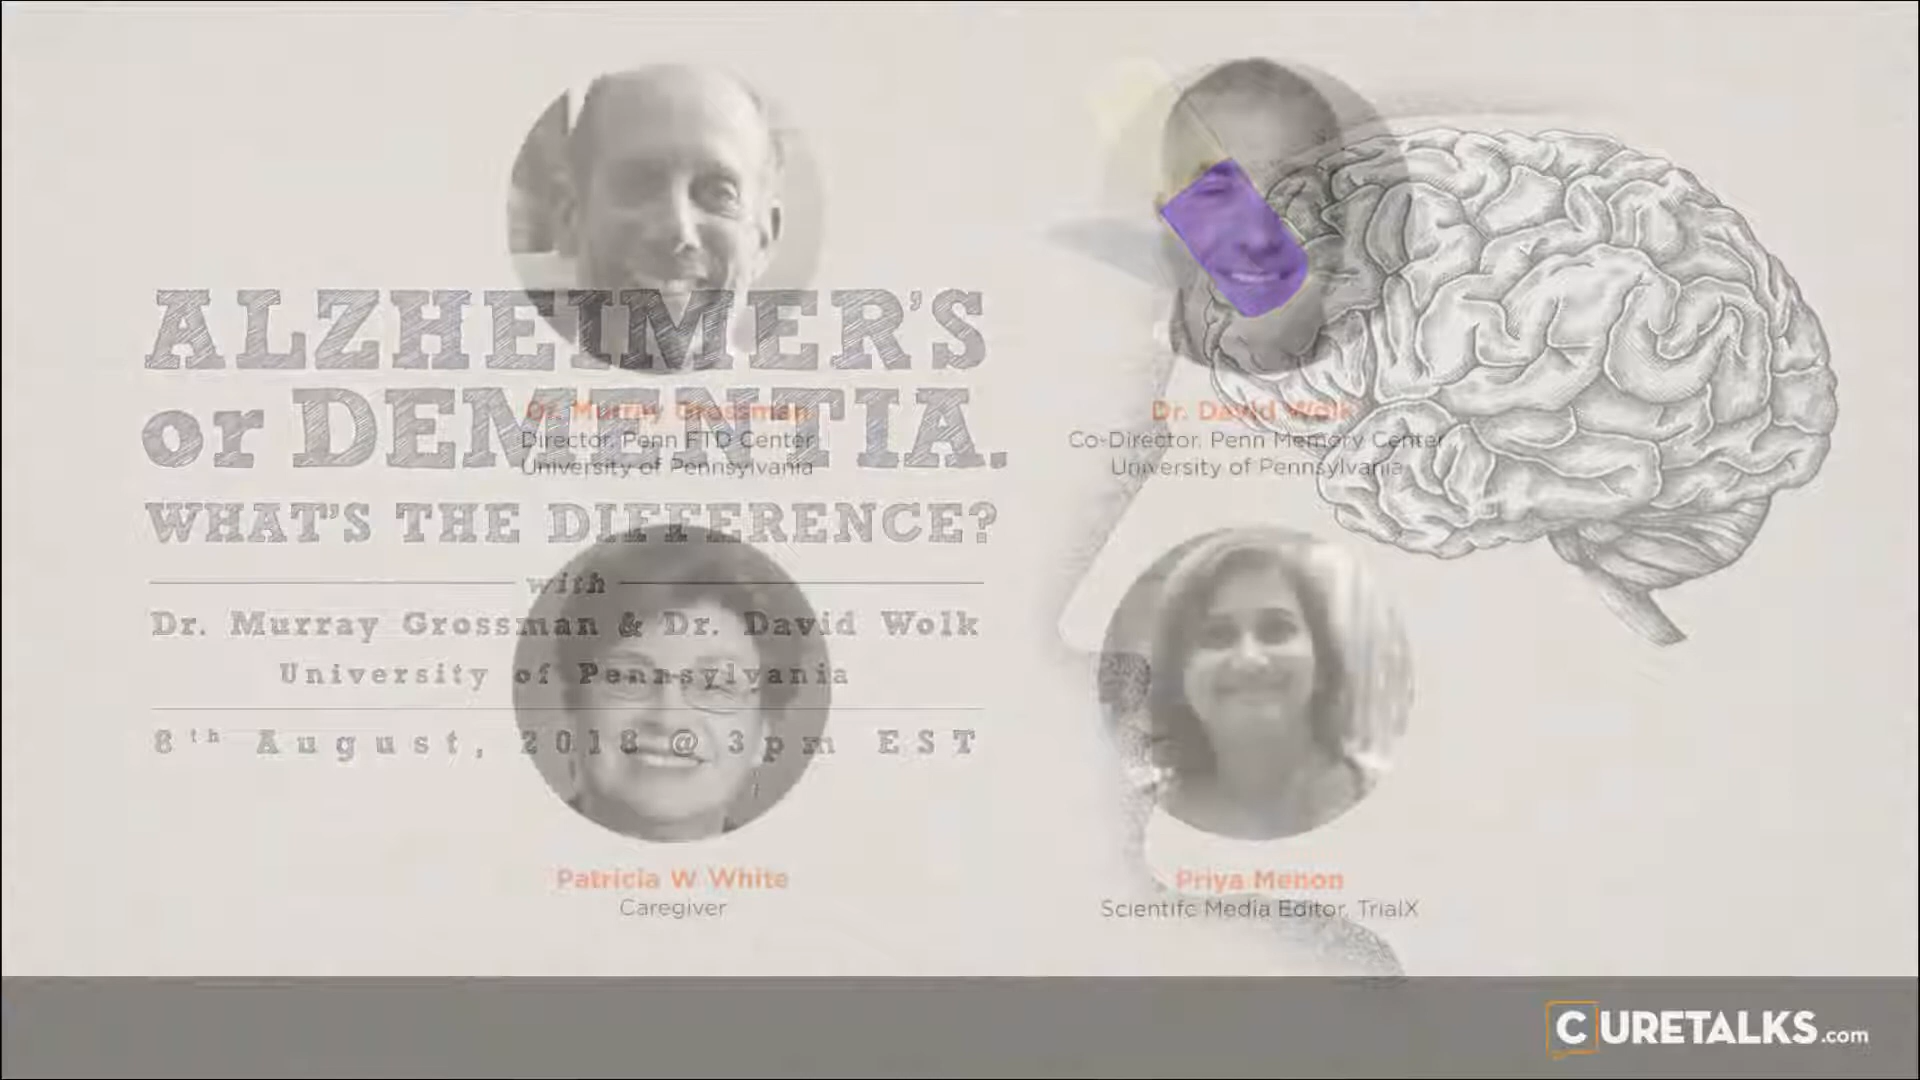 ALZHEIMER'S
or DEMENTIA.
WHAT'S THE DIFFERENCE?
with
Dr. Murray Grossman & Dr. David Wolk
University of Pennsylvania
8th August, 2018 @ 3pm EST
Dr. Murray Grossman
Director, Penn FTD Center
University of Pennsylvania
Dr. David Wolk
Co-Director, Penn Memory Center
University of Pennsylvania
Patricia W White
Caregiver
Priya Menon
Scientifc Media Editor, TrialX
CURETALKS.com